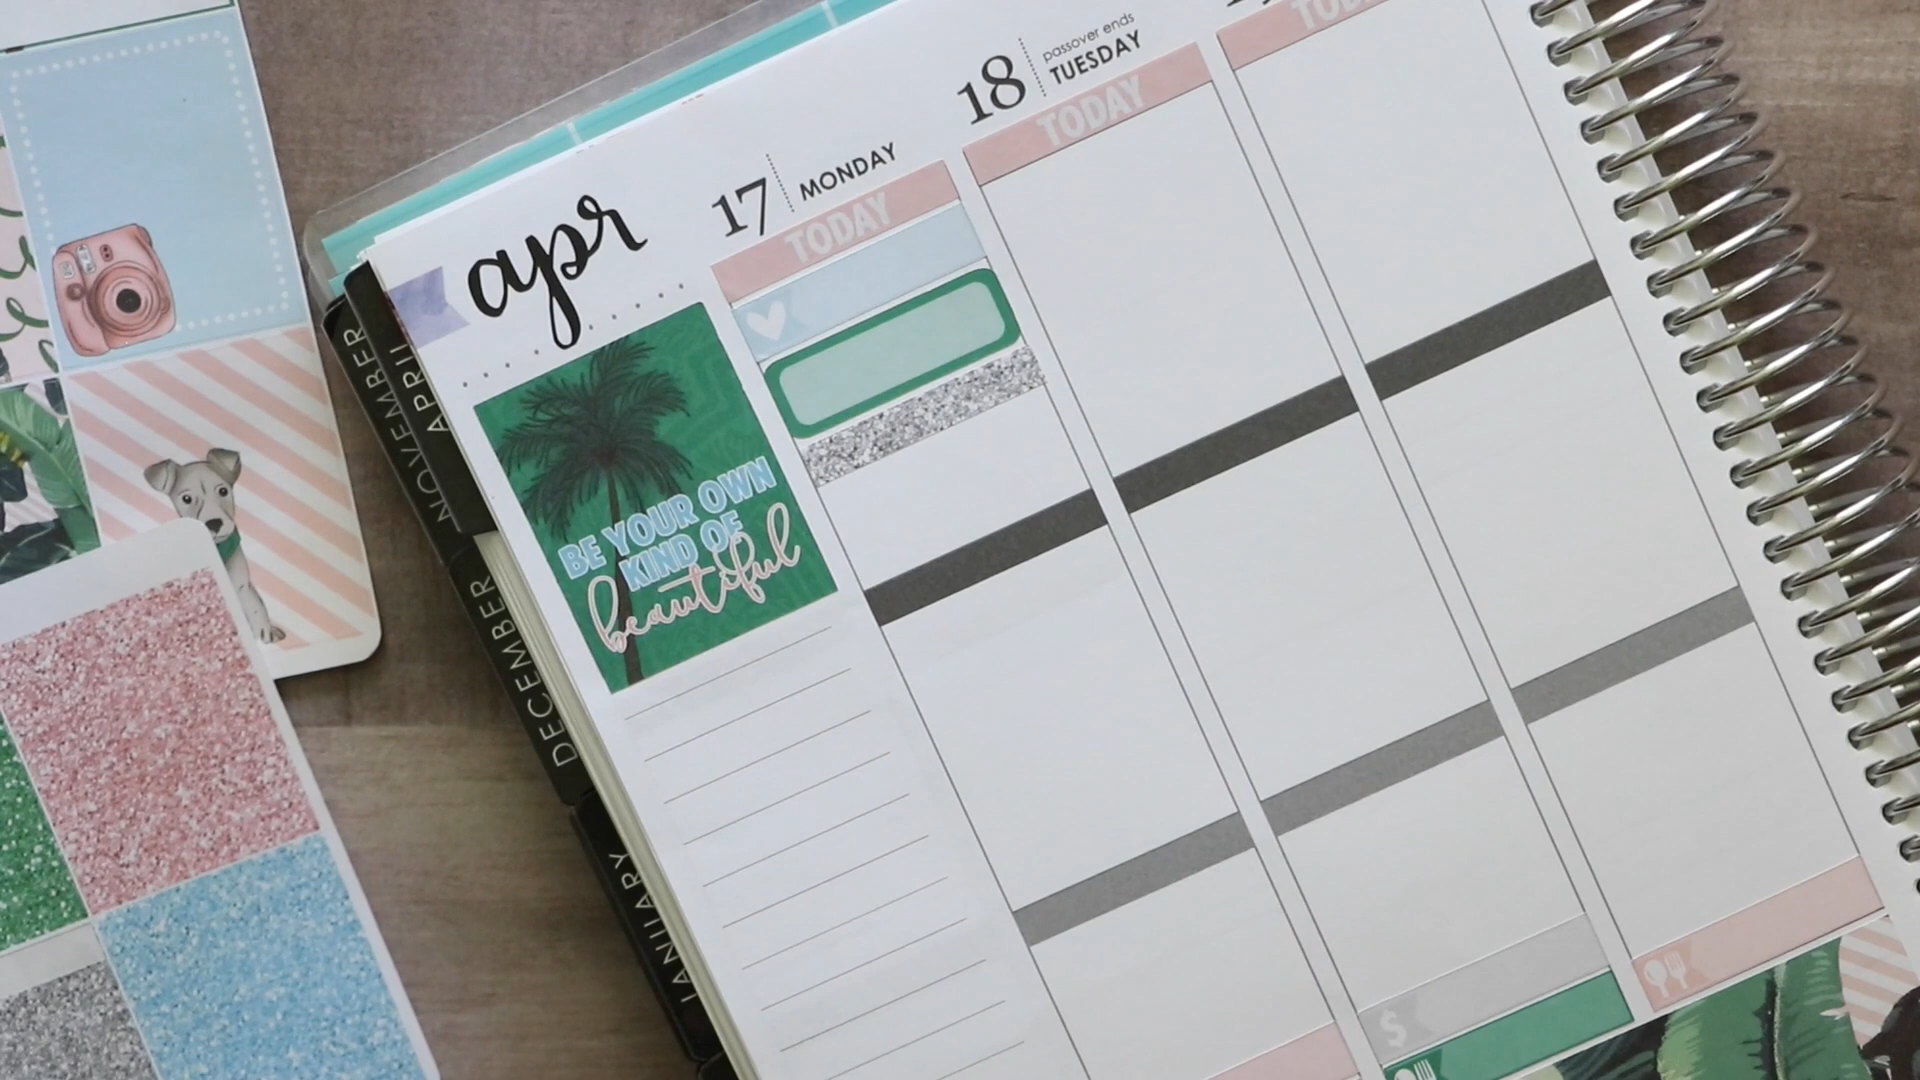 apr
17 MONDAY
TODAY
18 passover ends
TUESDAY
TODAY
TODAY
BE YOUR OWN
KIND OF
beautiful
NOVEMBER
APRIL
DECEMBER
JANUARY
$